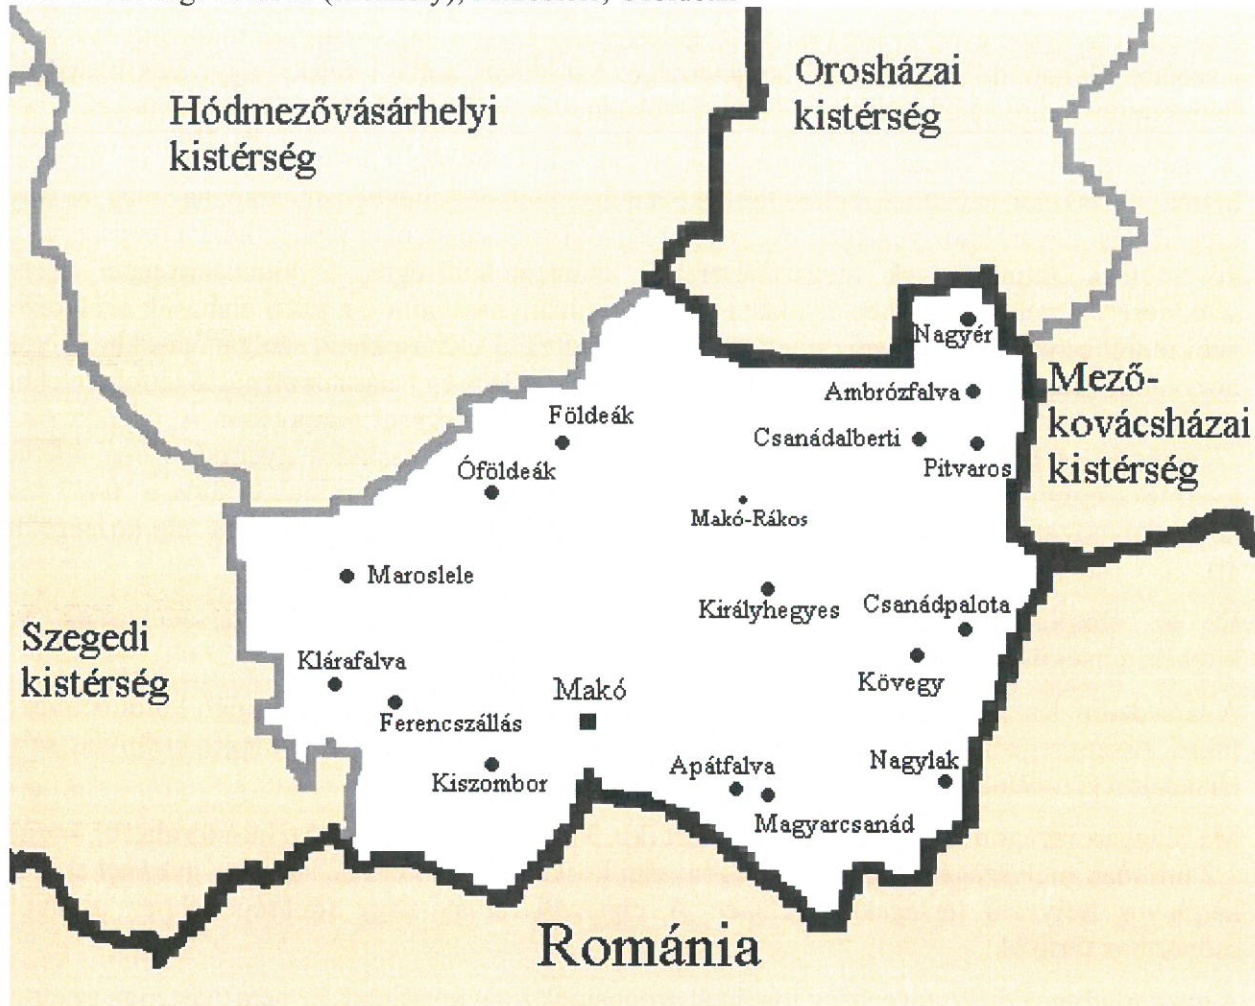 Orosházai
kistérség
Hódmezővásárhelyi
kistérség
Nagyér
Mező-
kovácsházai
kistérség
Ambrózfalva
Földeák
Csanádalberti
Pitvaros
Óföldeák
Makó-Rákos
Maroslele
Királyhegyes
Csanádpalota
Szegedi
kistérség
Klárafalva
Kövegy
Makó
Ferencszállás
Kiszombor
Apátfalva
Nagylak
Magyarcsanád
Románia